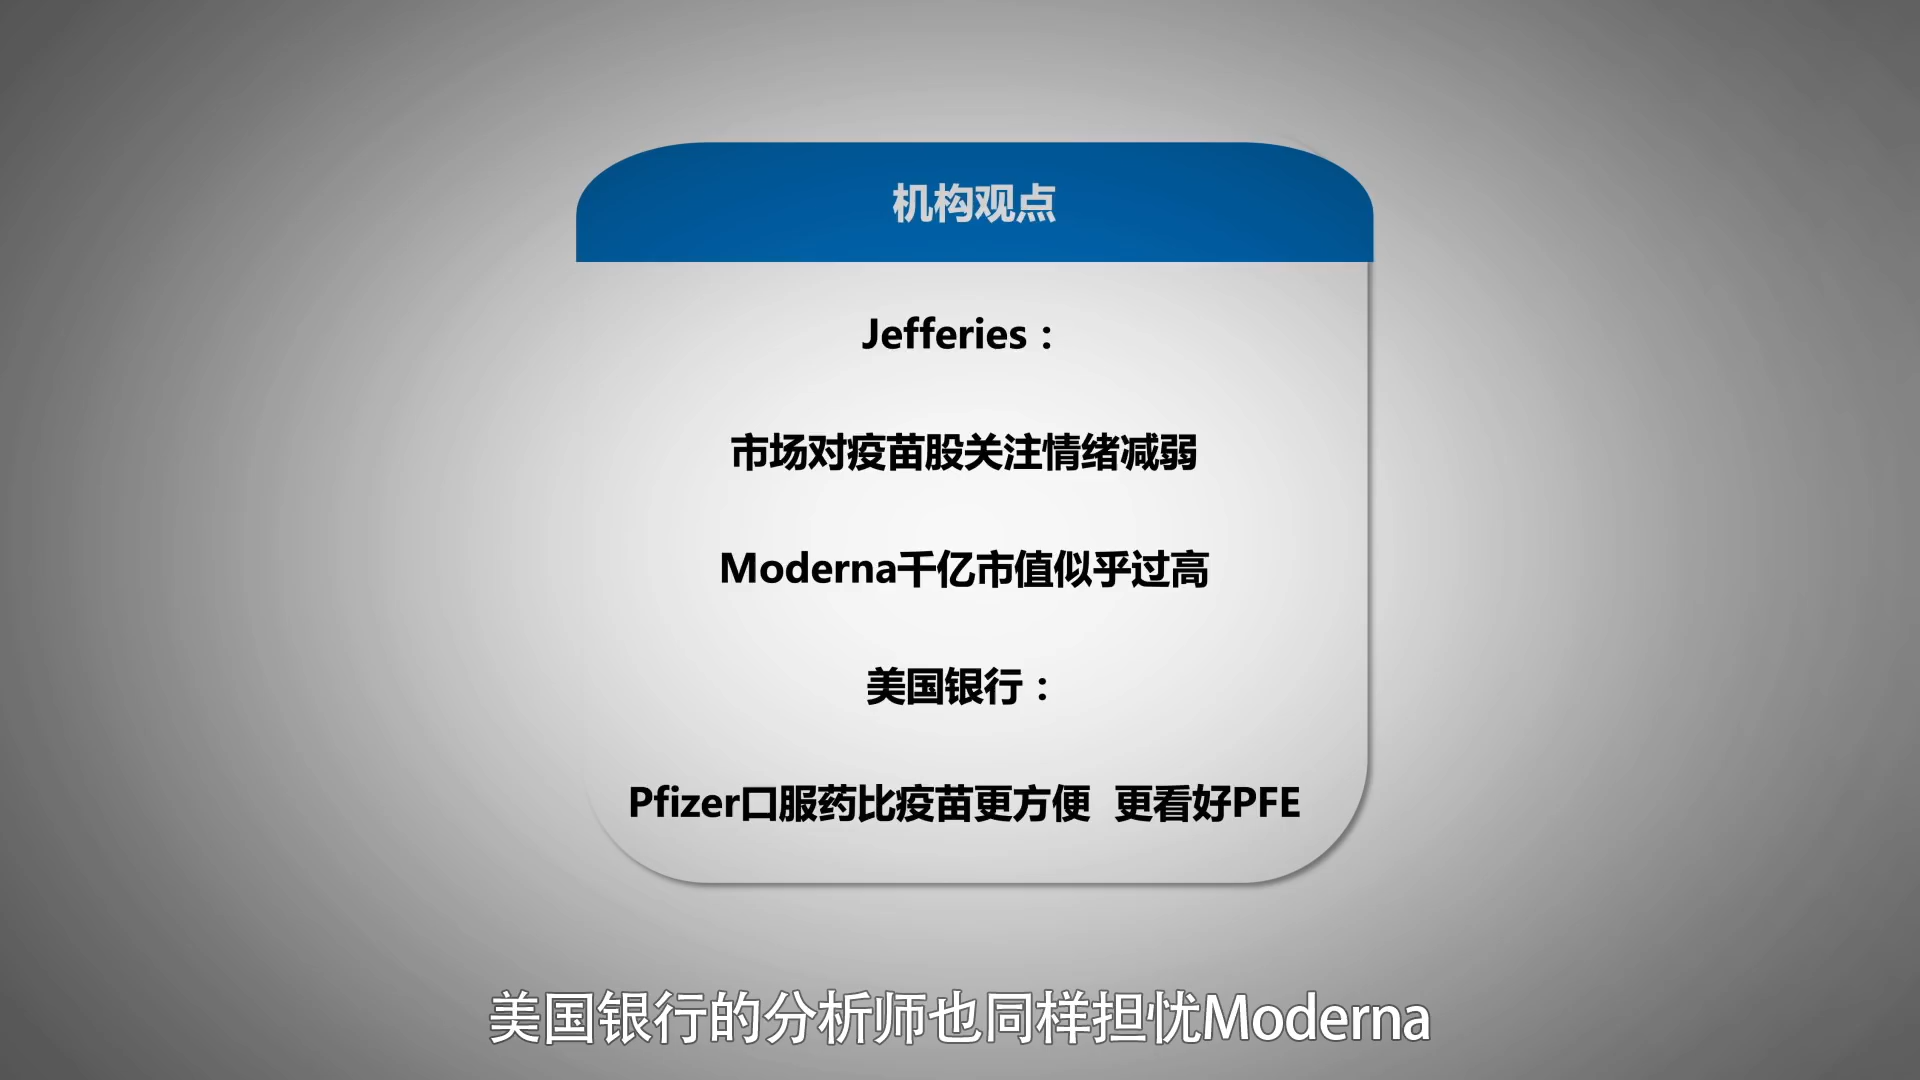 机构观点
Jefferies：
市场对疫苗股关注情绪减弱
Moderna千亿市值似乎过高
美国银行：
Pfizer口服药比疫苗更方便 更看好PFE
美国银行的分析师也同样担忧Moderna